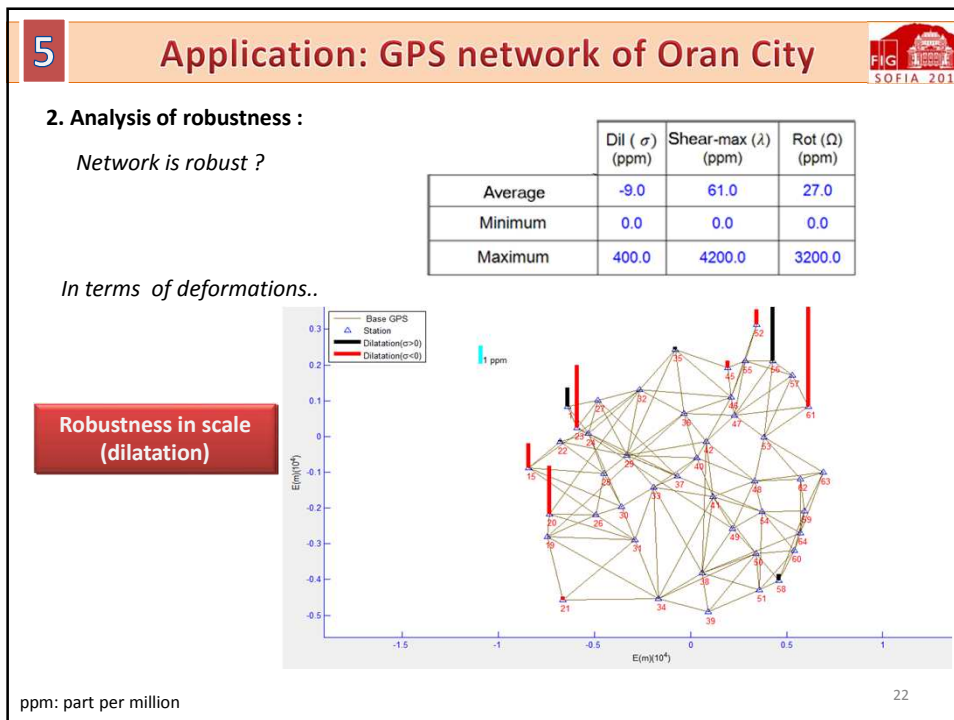 5
Application: GPS network of Oran City
FIG
SOFIA 201
2. Analysis of robustness :
Network is robust ?
Dil ( σ) (ppm) Shear-max (λ) (ppm) Rot (Ω) (ppm)
Average -9.0 61.0 27.0
Minimum 0.0 0.0 0.0
Maximum 400.0 4200.0 3200.0
In terms of deformations..
Robustness in scale
(dilatation)
Base GPS
Station
Dilatation(σ>0)
Dilatation(σ<0)
1 ppm
0.3
0.2
0.1
0
-0.1
-0.2
-0.3
-0.4
-0.5
E(m)(10⁴)
-1.5 -1 -0.5 0 0.5 1
E(m)(10⁴)
52
35
45 55 56
57
32
1 27
46
61
36 47
23
24
22
42
53
29
40
15
28
37
48
62 63
33
41
20 26
30
54
59
49
19
31
64
50
60
38
58
21
34
51
39
ppm: part per million
22